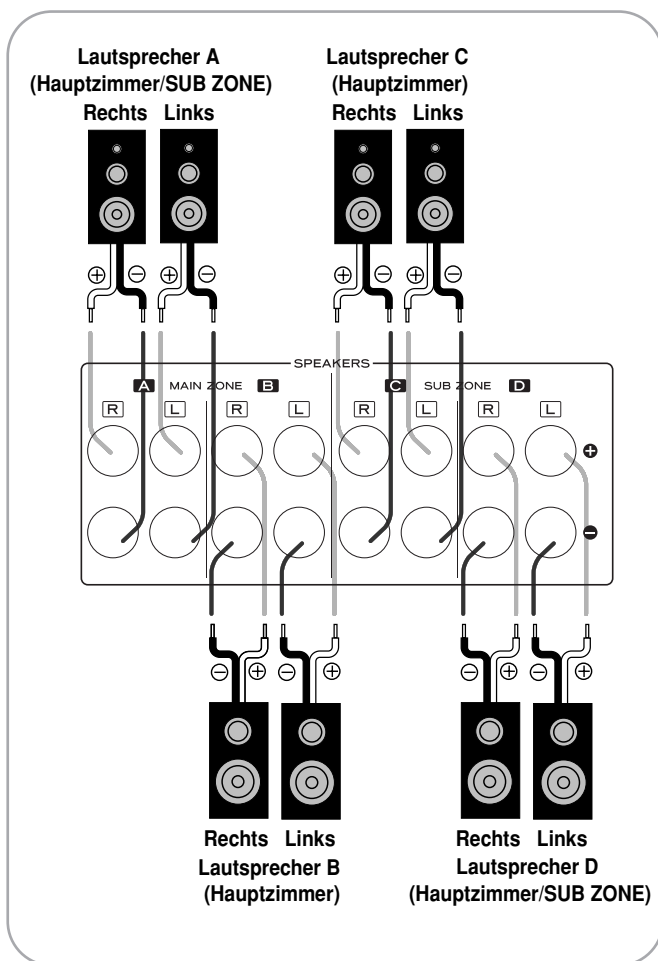 Lautsprecher A
(Hauptzimmer/SUB ZONE)
Rechts Links
Lautsprecher C
(Hauptzimmer)
Rechts Links
⊕ ⊖ ⊕ ⊖ ⊕ ⊖ ⊕ ⊖
SPEAKERS
A MAIN ZONE B C SUB ZONE D
R L R L R L R L
+
−
⊖ ⊕ ⊖ ⊕ ⊖ ⊕ ⊖ ⊕
Rechts Links
Lautsprecher B
(Hauptzimmer)
Rechts Links
Lautsprecher D
(Hauptzimmer/SUB ZONE)